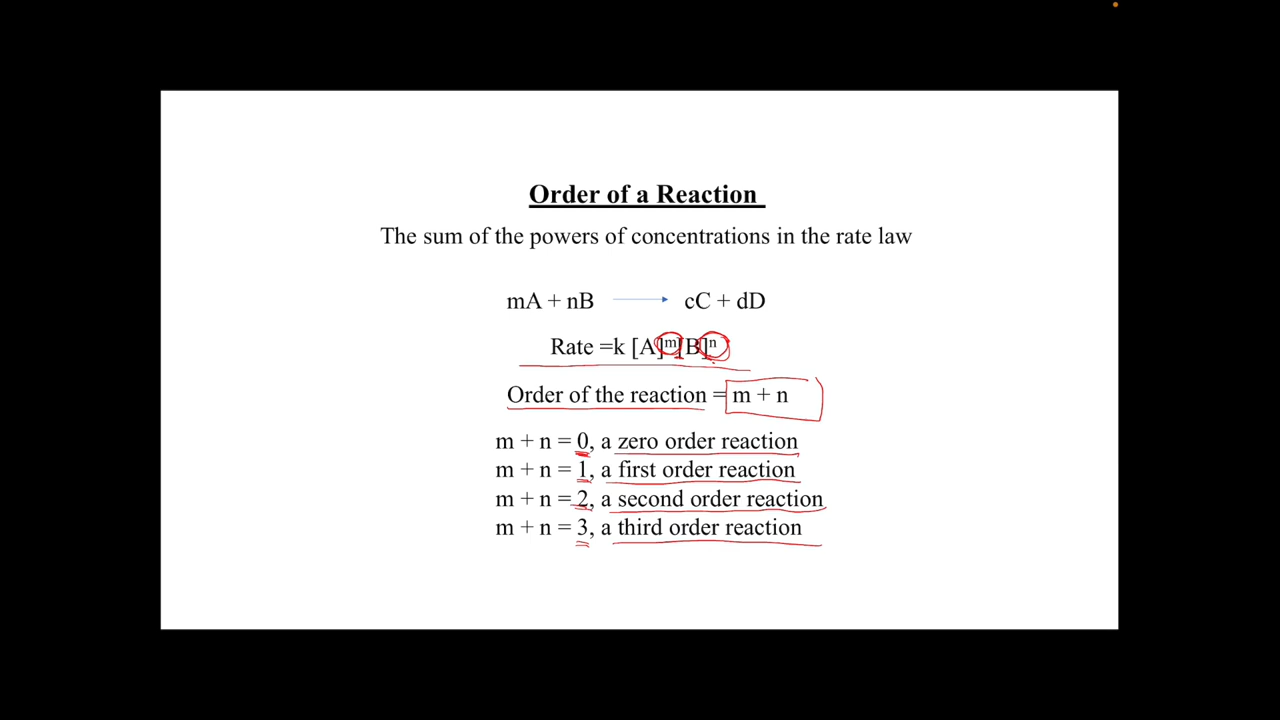 Order of a Reaction
The sum of the powers of concentrations in the rate law
mA + nB → cC + dD
Rate =k [A]ᵐ[B]ⁿ
Order of the reaction = m + n
m + n = 0, a zero order reaction
m + n = 1, a first order reaction
m + n = 2, a second order reaction
m + n = 3, a third order reaction